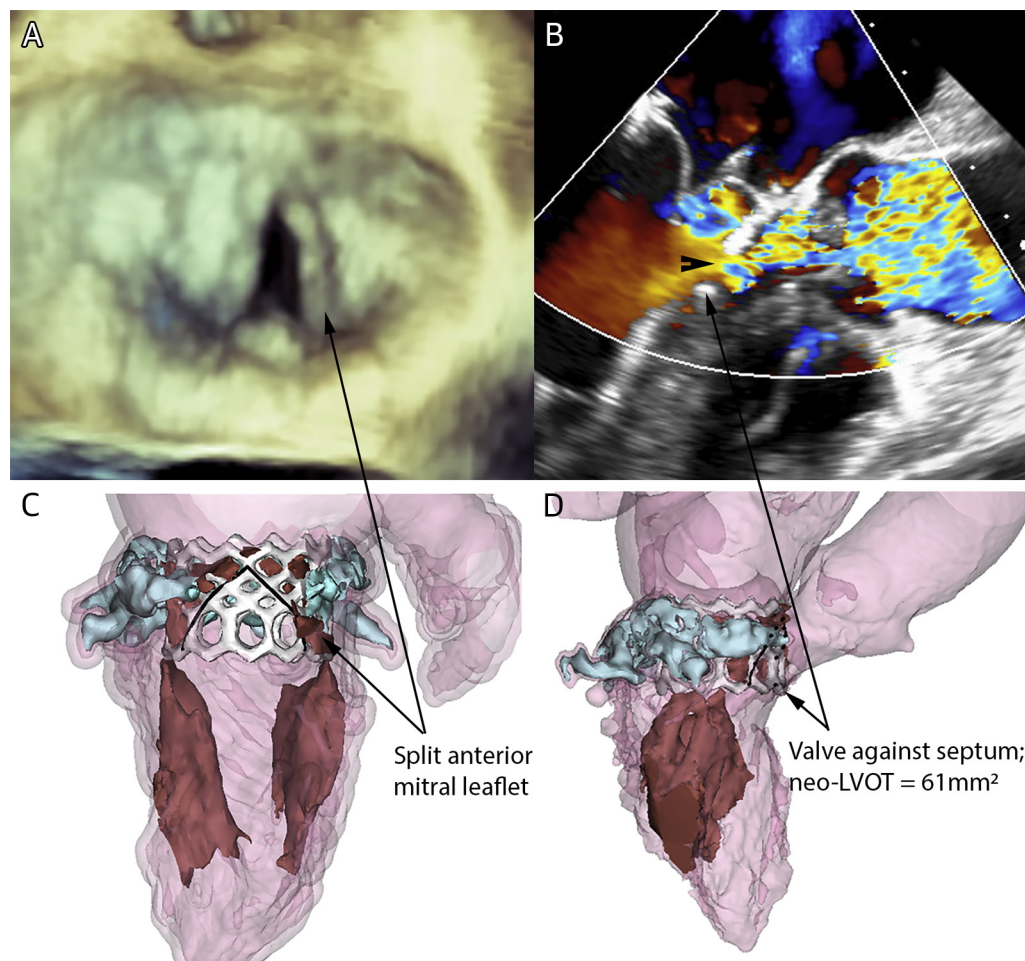 A
B
C
D
Split anterior
mitral leaflet
Valve against septum;
neo-LVOT = 61mm²